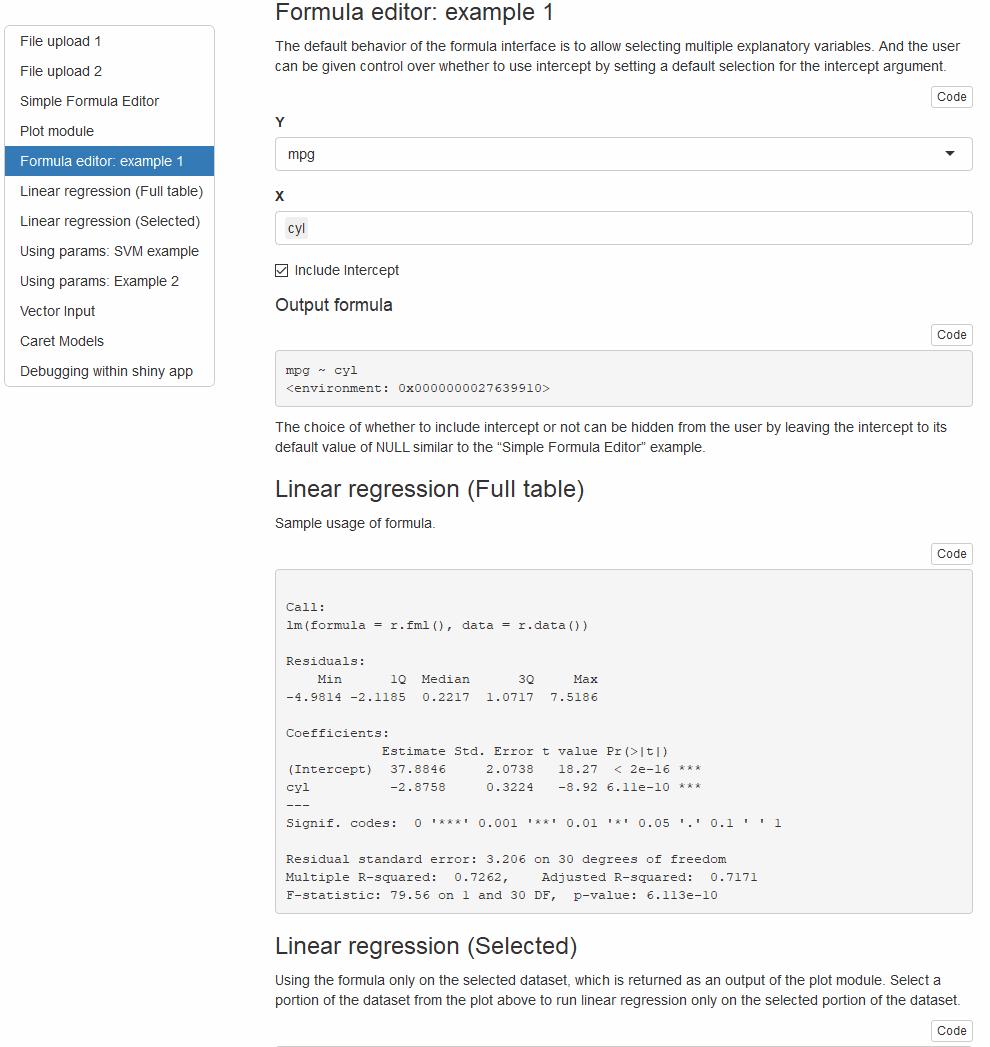 File upload 1
File upload 2
Simple Formula Editor
Plot module
Formula editor: example 1
Linear regression (Full table)
Linear regression (Selected)
Using params: SVM example
Using params: Example 2
Vector Input
Caret Models
Debugging within shiny app
Formula editor: example 1
The default behavior of the formula interface is to allow selecting multiple explanatory variables. And the user
can be given control over whether to use intercept by setting a default selection for the intercept argument.
Code
Y
mpg
X
cyl
Include Intercept
Output formula
Code
mpg ~ cyl
<environment: 0x0000000027639910>
The choice of whether to include intercept or not can be hidden from the user by leaving the intercept to its
default value of NULL similar to the “Simple Formula Editor” example.
Linear regression (Full table)
Sample usage of formula.
Code
Call:
lm(formula = r.fml(), data = r.data())
Residuals:
    Min      1Q  Median      3Q     Max
-4.9814 -2.1185  0.2217  1.0717  7.5186
Coefficients:
            Estimate Std. Error t value Pr(>|t|)
(Intercept)  37.8846     2.0738   18.27  < 2e-16 ***
cyl          -2.8758     0.3224   -8.92 6.11e-10 ***
---
Signif. codes:  0 '***' 0.001 '**' 0.01 '*' 0.05 '.' 0.1 ' ' 1
Residual standard error: 3.206 on 30 degrees of freedom
Multiple R-squared:  0.7262,    Adjusted R-squared:  0.7171
F-statistic: 79.56 on 1 and 30 DF,  p-value: 6.113e-10
Linear regression (Selected)
Using the formula only on the selected dataset, which is returned as an output of the plot module. Select a
portion of the dataset from the plot above to run linear regression only on the selected portion of the dataset.
Code